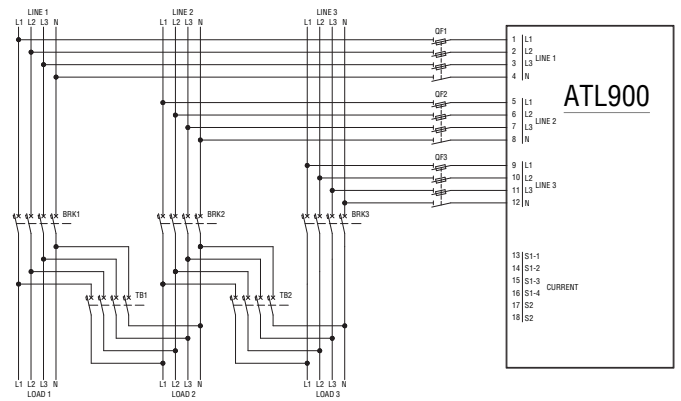 LINE 1 LINE 2 LINE 3
L1 L2 L3 N L1 L2 L3 N L1 L2 L3 N
QF1
1 L1
2 L2
3 L3
4 N
LINE 1
QF2
5 L1
6 L2
7 L3
8 N
LINE 2
ATL900
QF3
9 L1
10 L2
11 L3
12 N
LINE 3
BRK1 BRK2 BRK3
13 S1-1
14 S1-2
15 S1-3
16 S1-4
17 S2
18 S2
CURRENT
TB1 TB2
L1 L2 L3 N L1 L2 L3 N L1 L2 L3 N
LOAD 1 LOAD 2 LOAD 3